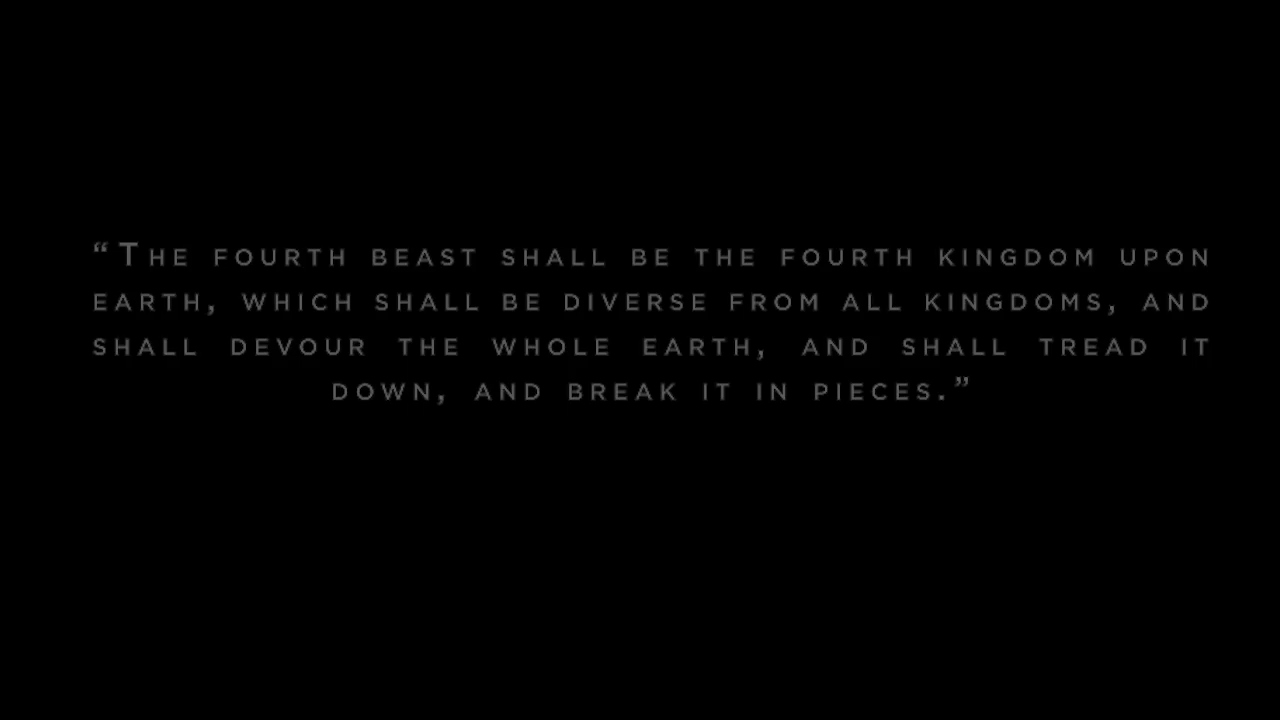 “The fourth beast shall be the fourth kingdom upon
earth, which shall be diverse from all kingdoms, and
shall devour the whole earth, and shall tread it
down, and break it in pieces.”